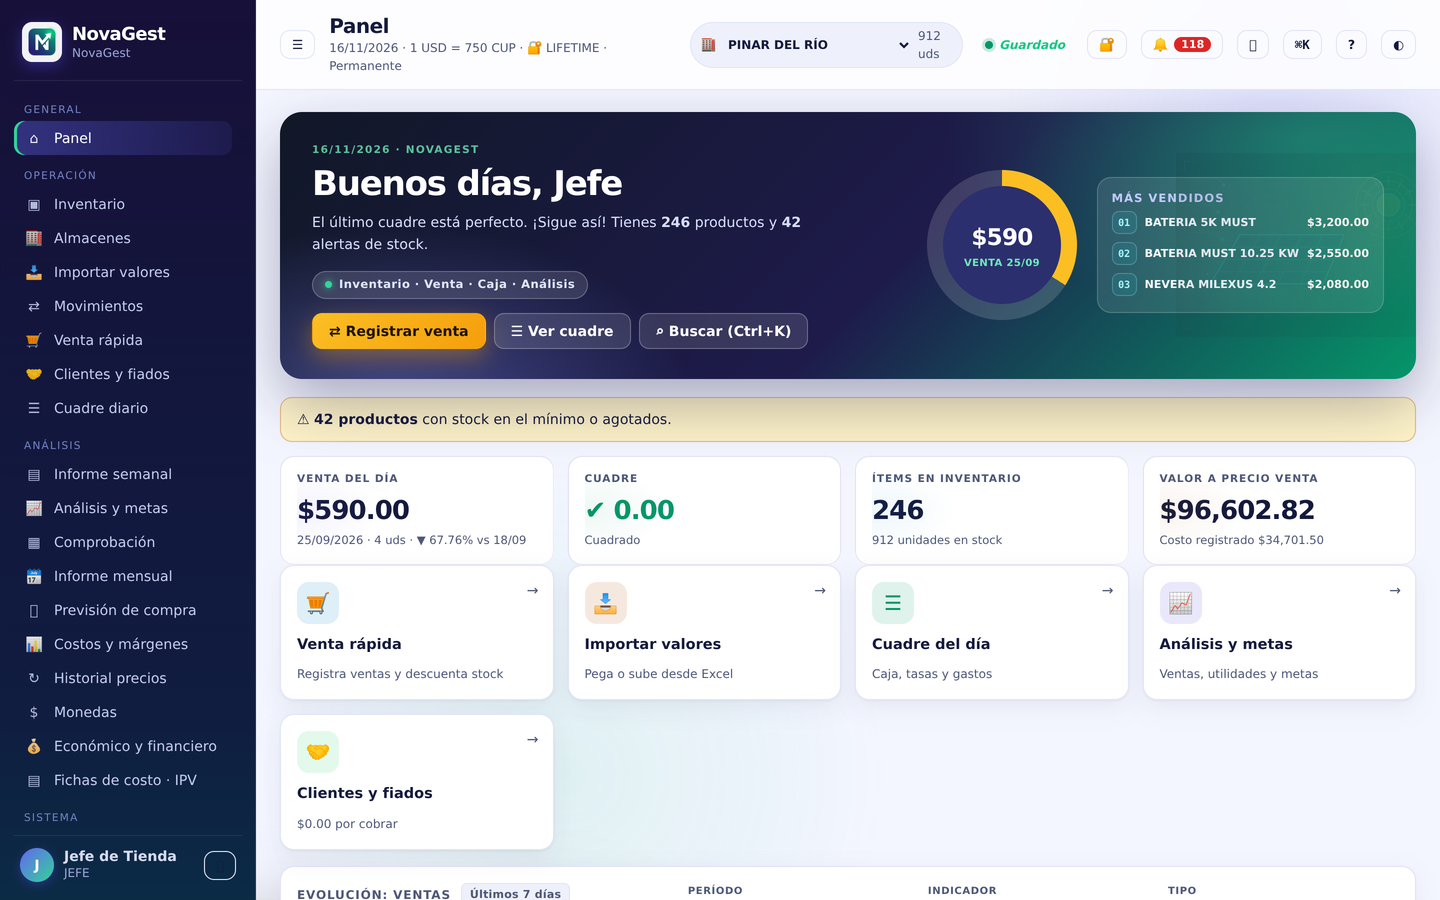 NovaGest
NovaGest
GENERAL
Panel
OPERACIÓN
Inventario
Almacenes
Importar valores
Movimientos
Venta rápida
Clientes y fiados
Cuadre diario
ANÁLISIS
Informe semanal
Análisis y metas
Comprobación
Informe mensual
Previsión de compra
Costos y márgenes
Historial precios
$ Monedas
Económico y financiero
Fichas de costo · IPV
SISTEMA
J
Jefe de Tienda
JEFE
Panel
16/11/2026 · 1 USD = 750 CUP · 🔐 LIFETIME ·
Permanente
PINAR DEL RÍO
912
uds
Guardado
118
⌘K
?
16/11/2026 · NOVAGEST
Buenos días, Jefe
El último cuadre está perfecto. ¡Sigue así! Tienes 246 productos y 42
alertas de stock.
Inventario · Venta · Caja · Análisis
⇄ Registrar venta
☰ Ver cuadre
⌕ Buscar (Ctrl+K)
$590
VENTA 25/09
MÁS VENDIDOS
01 BATERIA 5K MUST $3,200.00
02 BATERIA MUST 10.25 KW $2,550.00
03 NEVERA MILEXUS 4.2 $2,080.00
⚠ 42 productos con stock en el mínimo o agotados.
VENTA DEL DÍA
$590.00
25/09/2026 · 4 uds · ▼ 67.76% vs 18/09
CUADRE
✔ 0.00
Cuadrado
ÍTEMS EN INVENTARIO
246
912 unidades en stock
VALOR A PRECIO VENTA
$96,602.82
Costo registrado $34,701.50
→
Venta rápida
Registra ventas y descuenta stock
→
Importar valores
Pega o sube desde Excel
→
Cuadre del día
Caja, tasas y gastos
→
Análisis y metas
Ventas, utilidades y metas
→
Clientes y fiados
$0.00 por cobrar
EVOLUCIÓN: VENTAS
Últimos 7 días
PERÍODO
INDICADOR
TIPO